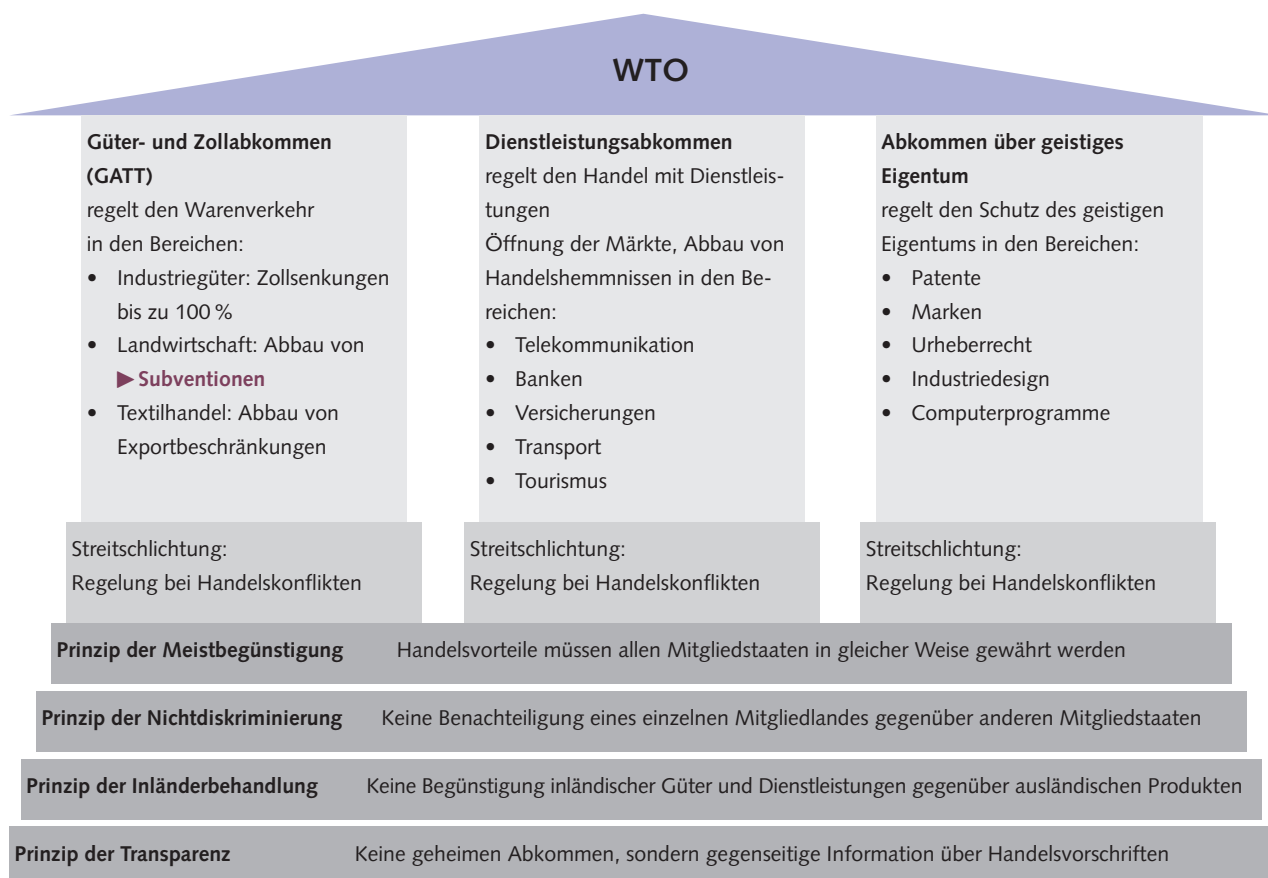 WTO
Güter- und Zollabkommen
(GATT)
regelt den Warenverkehr
in den Bereichen:
• Industriegüter: Zollsenkungen
bis zu 100 %
• Landwirtschaft: Abbau von
▶ Subventionen
• Textilhandel: Abbau von
Exportbeschränkungen
Streitschlichtung:
Regelung bei Handelskonflikten
Dienstleistungsabkommen
regelt den Handel mit Dienstleis-
tungen
Öffnung der Märkte, Abbau von
Handelshemmnissen in den Be-
reichen:
• Telekommunikation
• Banken
• Versicherungen
• Transport
• Tourismus
Streitschlichtung:
Regelung bei Handelskonflikten
Abkommen über geistiges
Eigentum
regelt den Schutz des geistigen
Eigentums in den Bereichen:
• Patente
• Marken
• Urheberrecht
• Industriedesign
• Computerprogramme
Streitschlichtung:
Regelung bei Handelskonflikten
Prinzip der Meistbegünstigung Handelsvorteile müssen allen Mitgliedstaaten in gleicher Weise gewährt werden
Prinzip der Nichtdiskriminierung Keine Benachteiligung eines einzelnen Mitgliedlandes gegenüber anderen Mitgliedstaaten
Prinzip der Inländerbehandlung Keine Begünstigung inländischer Güter und Dienstleistungen gegenüber ausländischen Produkten
Prinzip der Transparenz Keine geheimen Abkommen, sondern gegenseitige Information über Handelsvorschriften